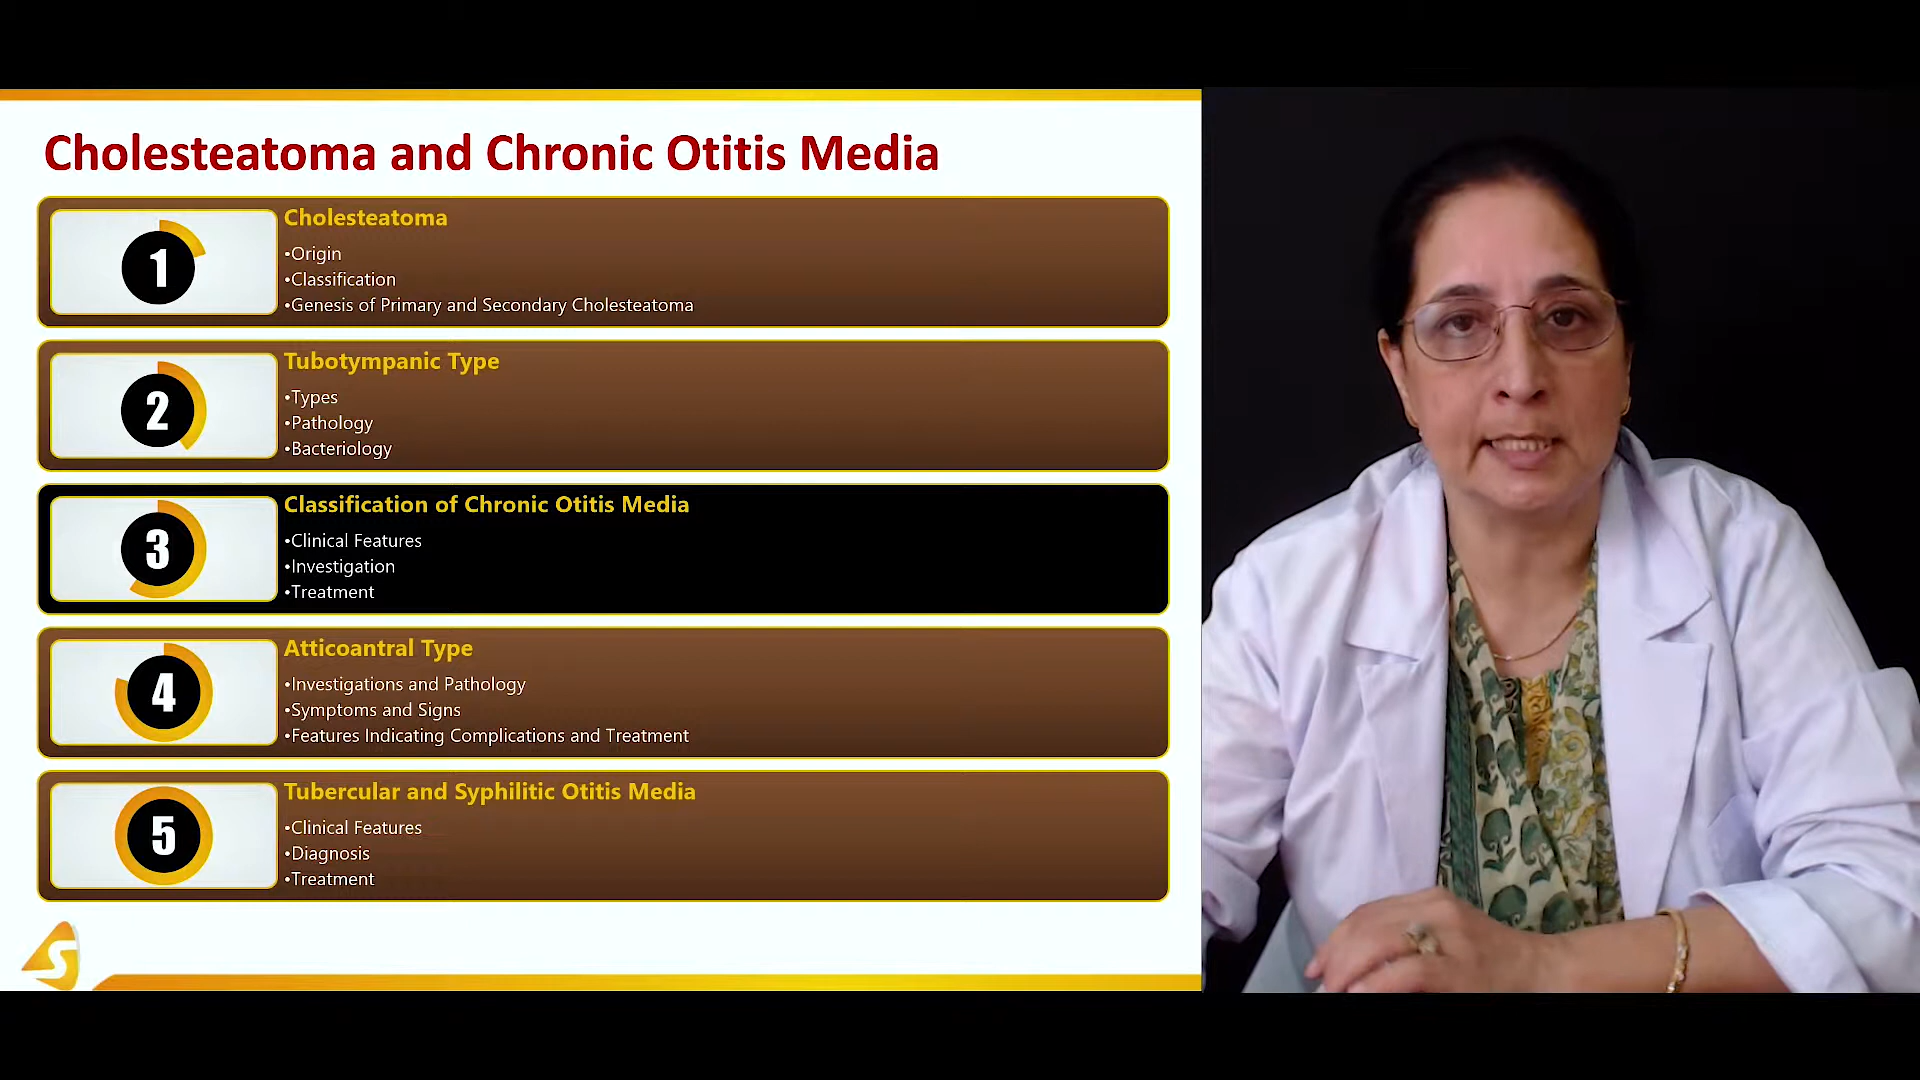 Cholesteatoma and Chronic Otitis Media
1
Cholesteatoma
•Origin
•Classification
•Genesis of Primary and Secondary Cholesteatoma
2
Tubotympanic Type
•Types
•Pathology
•Bacteriology
3
Classification of Chronic Otitis Media
•Clinical Features
•Investigation
•Treatment
4
Atticoantral Type
•Investigations and Pathology
•Symptoms and Signs
•Features Indicating Complications and Treatment
5
Tubercular and Syphilitic Otitis Media
•Clinical Features
•Diagnosis
•Treatment
S